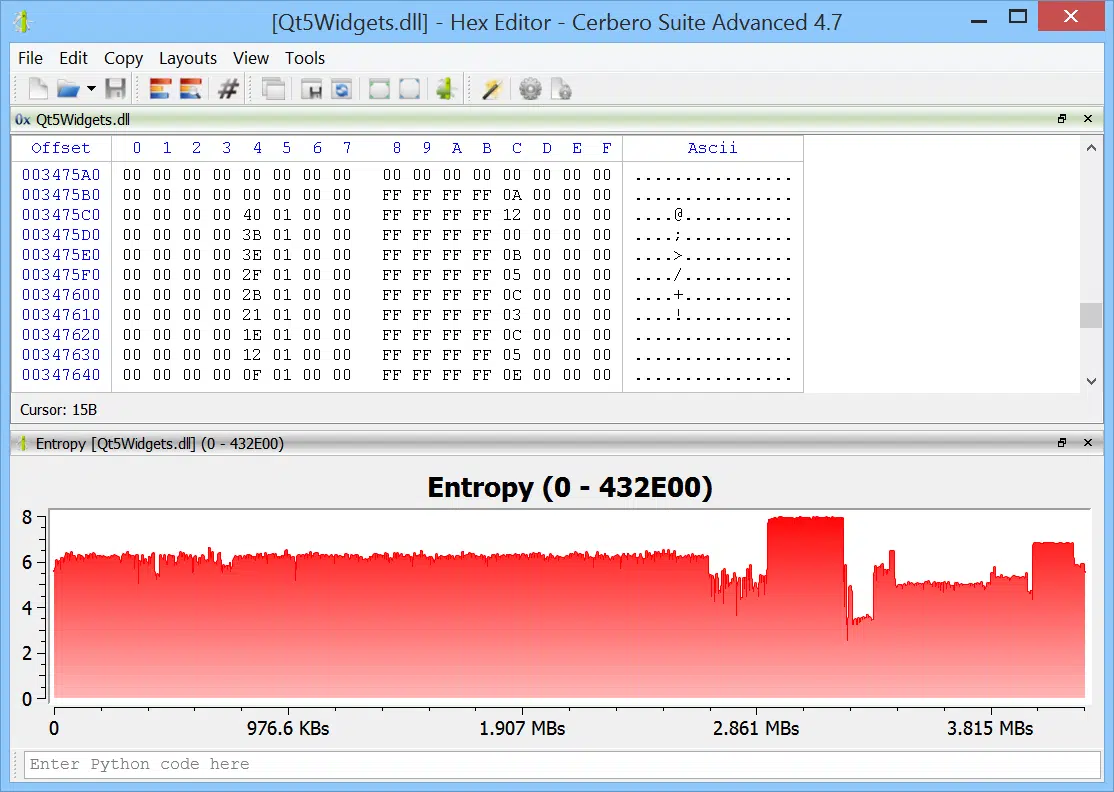 [Qt5Widgets.dll] - Hex Editor - Cerbero Suite Advanced 4.7
File Edit Copy Layouts View Tools
0x Qt5Widgets.dll
Offset 0 1 2 3 4 5 6 7 8 9 A B C D E F Ascii
003475A0 00 00 00 00 00 00 00 00 00 00 00 00 00 00 00 00 ................
003475B0 00 00 00 00 00 00 00 00 FF FF FF FF 0A 00 00 00 ................
003475C0 00 00 00 00 40 01 00 00 FF FF FF FF 12 00 00 00 ....@...........
003475D0 00 00 00 00 3B 01 00 00 FF FF FF FF 00 00 00 00 ....;...........
003475E0 00 00 00 00 3E 01 00 00 FF FF FF FF 0B 00 00 00 ....>...........
003475F0 00 00 00 00 2F 01 00 00 FF FF FF FF 05 00 00 00 ..../...........
00347600 00 00 00 00 2B 01 00 00 FF FF FF FF 0C 00 00 00 ....+...........
00347610 00 00 00 00 21 01 00 00 FF FF FF FF 03 00 00 00 ....!...........
00347620 00 00 00 00 1E 01 00 00 FF FF FF FF 0C 00 00 00 ................
00347630 00 00 00 00 12 01 00 00 FF FF FF FF 05 00 00 00 ................
00347640 00 00 00 00 0F 01 00 00 FF FF FF FF 0E 00 00 00 ................
Cursor: 15B
Entropy [Qt5Widgets.dll] (0 - 432E00)
Entropy (0 - 432E00)
8
6
4
2
0
0 976.6 KBs 1.907 MBs 2.861 MBs 3.815 MBs
Enter Python code here